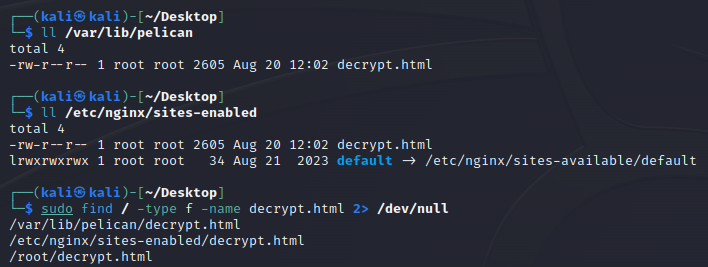 ┌──(kali㉿kali)-[~/Desktop]
└─$ ll /var/lib/pelican
total 4
-rw-r--r-- 1 root root 2605 Aug 20 12:02 decrypt.html
┌──(kali㉿kali)-[~/Desktop]
└─$ ll /etc/nginx/sites-enabled
total 4
-rw-r--r-- 1 root root 2605 Aug 20 12:02 decrypt.html
lrwxrwxrwx 1 root root   34 Aug 21  2023 default → /etc/nginx/sites-available/default
┌──(kali㉿kali)-[~/Desktop]
└─$ sudo find / -type f -name decrypt.html 2> /dev/null
/var/lib/pelican/decrypt.html
/etc/nginx/sites-enabled/decrypt.html
/root/decrypt.html